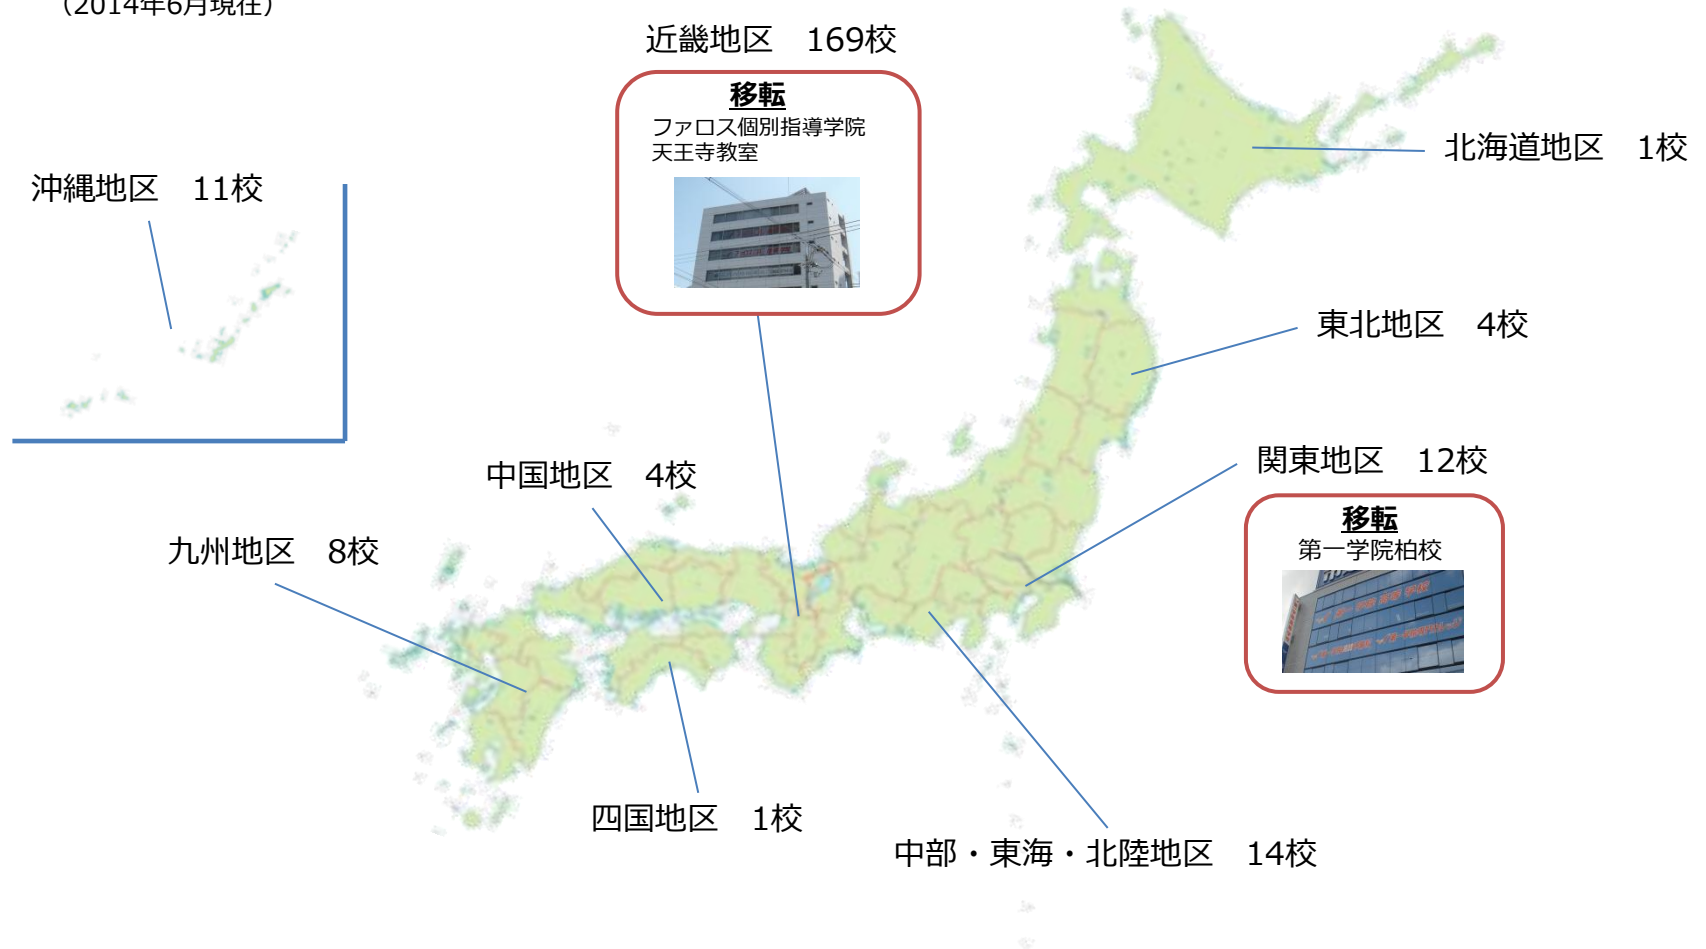 （2014年6月現在）
近畿地区　169校
移転
ファロス個別指導学院
天王寺教室
北海道地区　1校
沖縄地区　11校
東北地区　4校
関東地区　12校
移転
第一学院柏校
中国地区　4校
九州地区　8校
四国地区　1校
中部・東海・北陸地区　14校